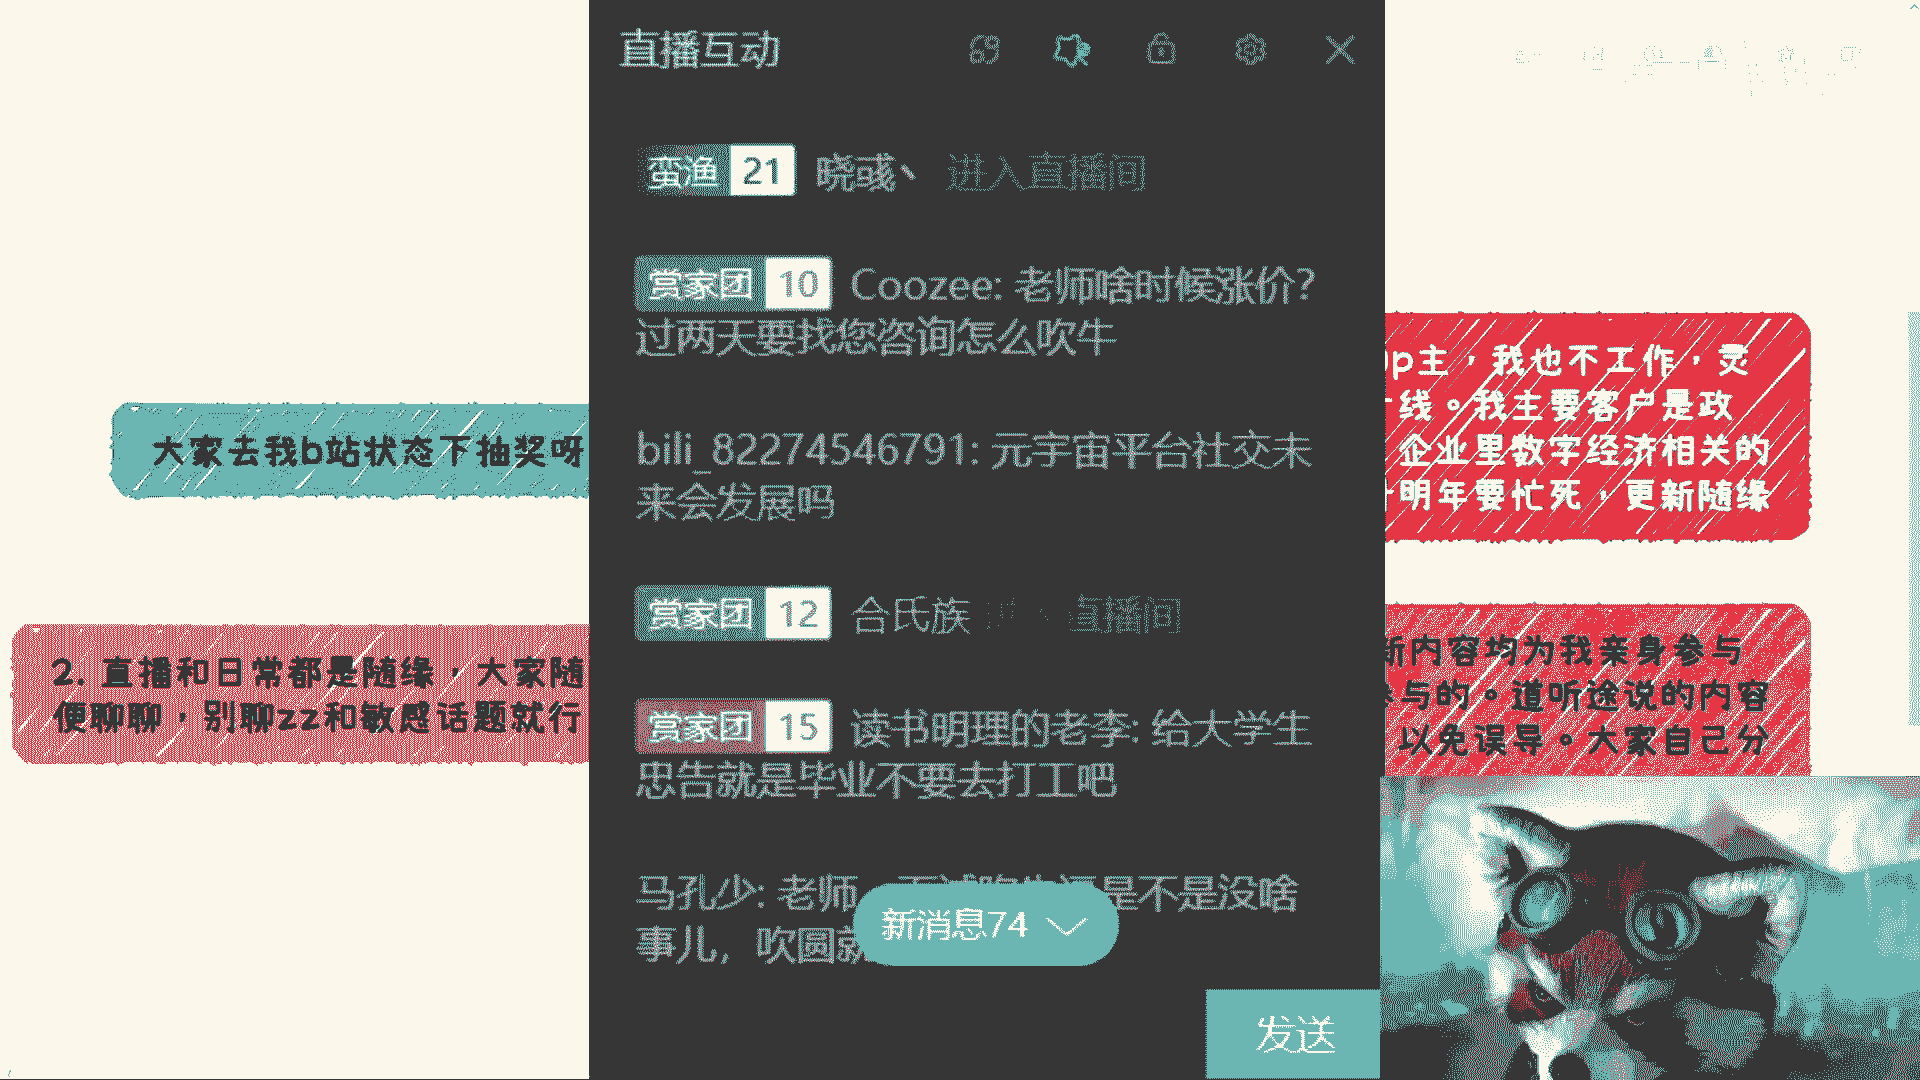 直播互动
蛮渔 21 晓彧丶 进入直播间
赏家团 10 Coozee: 老师啥时候涨价?
过两天要找您咨询怎么吹牛
bili_82274546791: 元宇宙平台社交未
来会发展吗
赏家团 12 合氏族 进入直播间
赏家团 15 读书明理的老李: 给大学生
忠告就是毕业不要去打工吧
马孔少: 老师 是不是没啥
事儿，吹圆就
新消息74
发送
大家去我b站状态下抽奖呀
2. 直播和日常都是随缘，大家随
便聊聊，别聊zz和敏感话题就行
up主，我也不工作，灵
线。我主要客户是政
企业里数字经济相关的
明年要忙死，更新随缘
新内容均为我亲身参与
参与的。道听途说的内容
以免误导。大家自己分